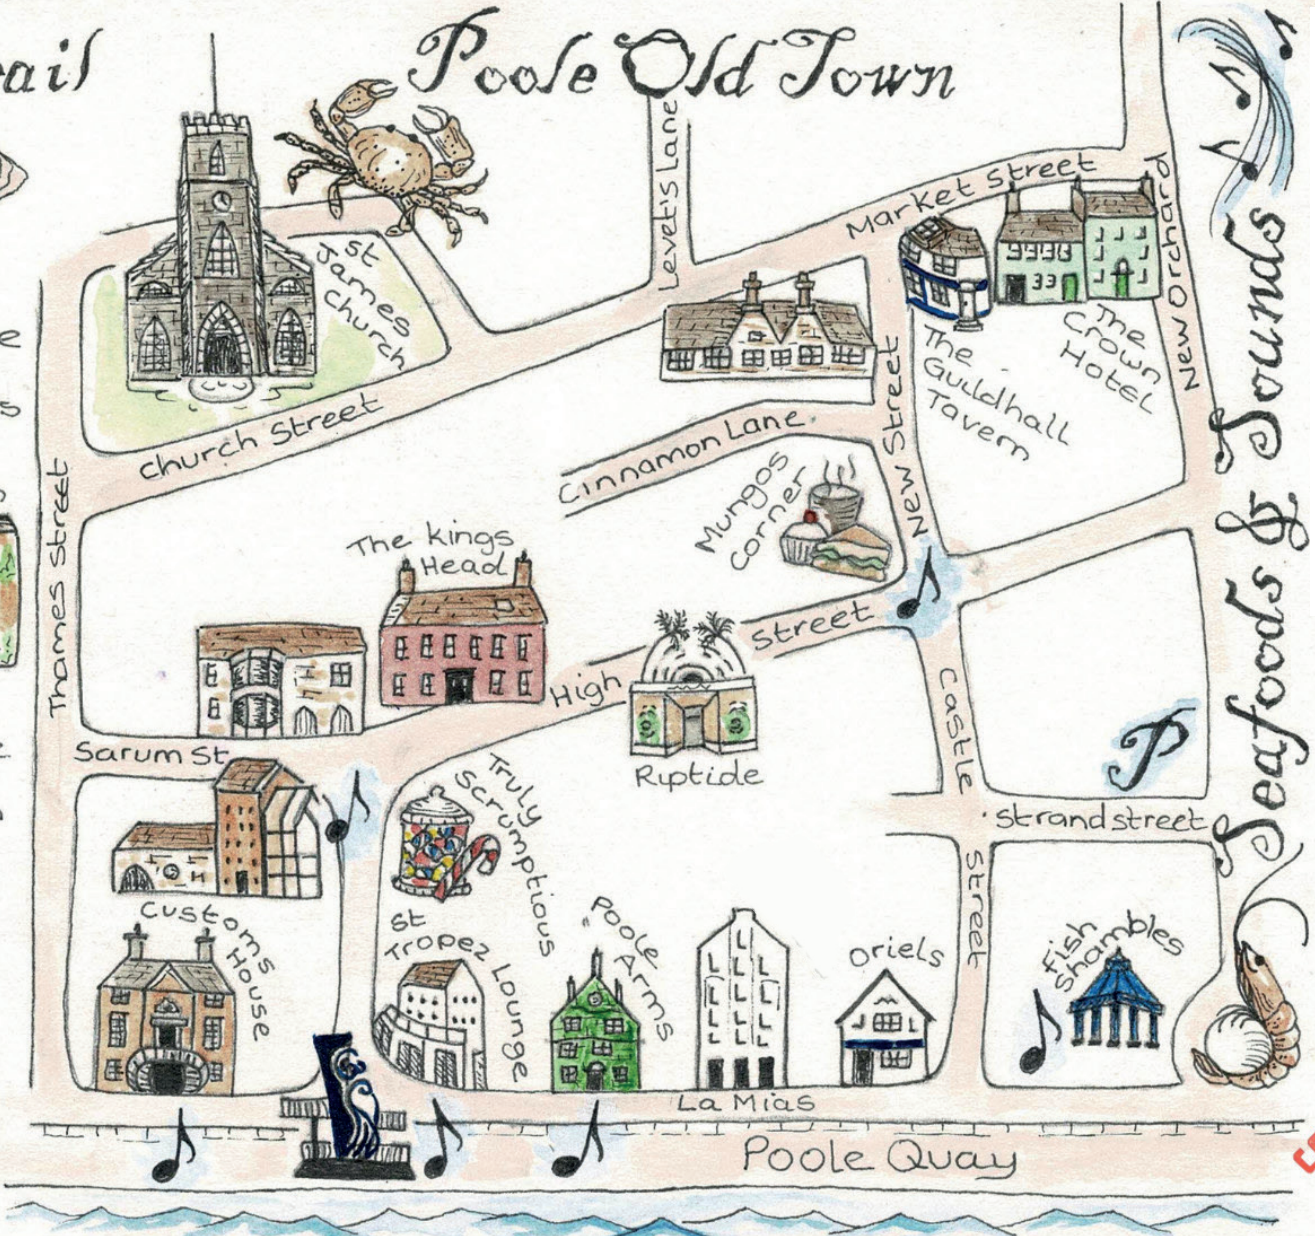 ail
Poole Old Town
Level's Lane
Market Street
New Orchard
St
James
Church
The
Crown
Hotel
The
Guildhall
Tavern
Church Street
New Street
Cinnamon Lane
Mungos
Corner
Thames Street
The Kings
Head
High
Street
Castle
Street
Sarum St
Riptide
Truly
Scrumptious
Strand street
P
Customs
House
St
Tropez Lounge
Poole
Arms
Oriels
Fish
Shambles
La Mias
Poole Quay
Seafoods & Sounds